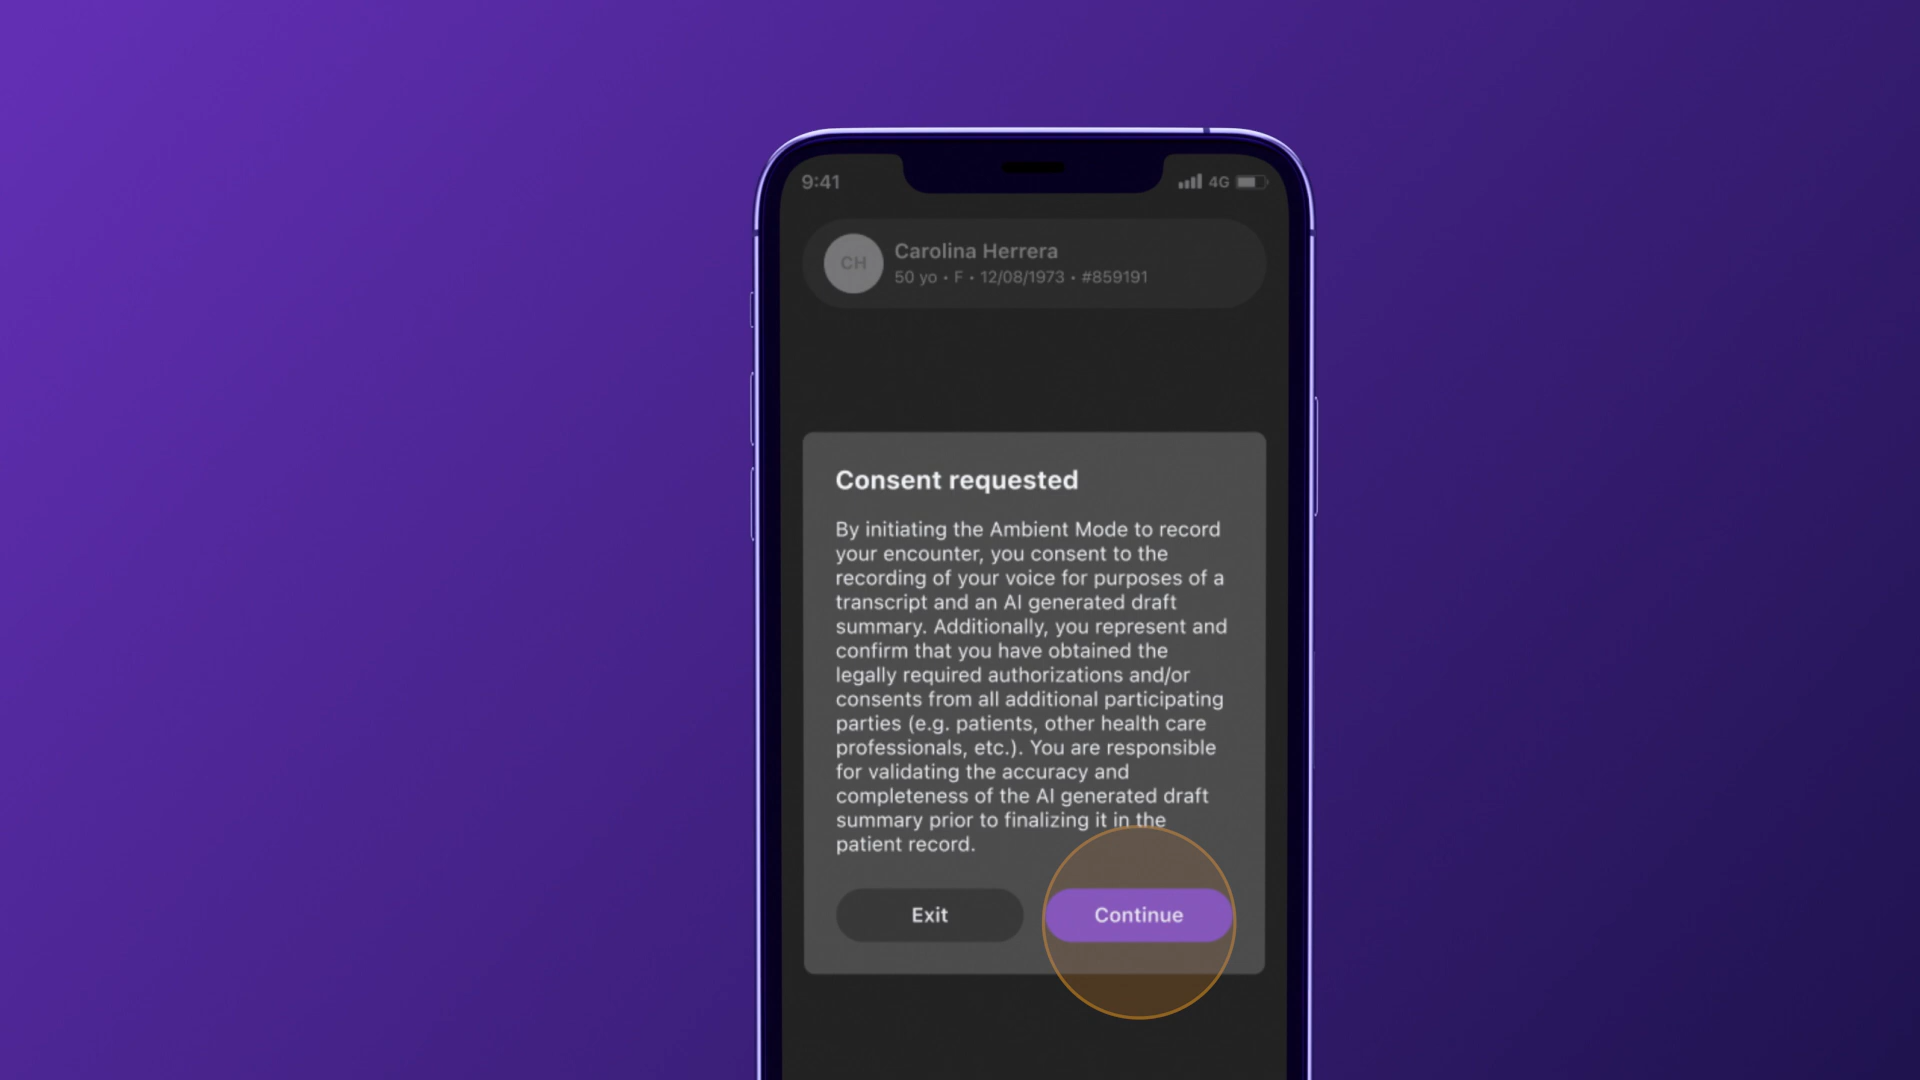 9:41
4G
CH
Carolina Herrera
50 yo • F • 12/08/1973 • #859191
Consent requested
By initiating the Ambient Mode to record
your encounter, you consent to the
recording of your voice for purposes of a
transcript and an AI generated draft
summary. Additionally, you represent and
confirm that you have obtained the
legally required authorizations and/or
consents from all additional participating
parties (e.g. patients, other health care
professionals, etc.). You are responsible
for validating the accuracy and
completeness of the AI generated draft
summary prior to finalizing it in the
patient record.
Exit
Continue